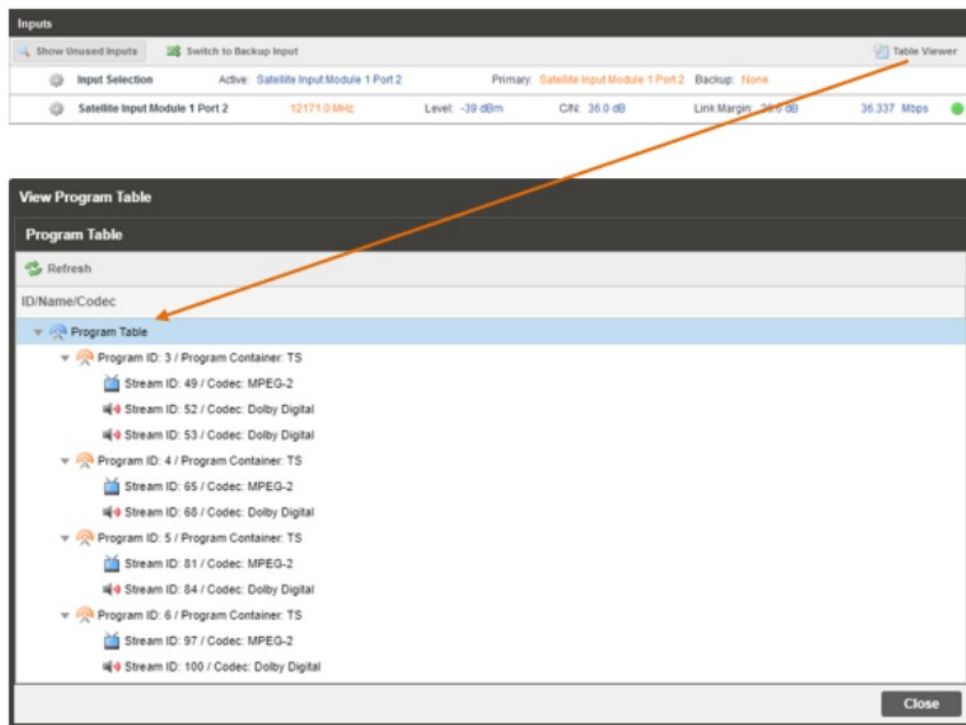 Inputs
Show Unused Inputs Switch to Backup Input Table Viewer
Input Selection Active: Satellite Input Module 1 Port 2 Primary: Satellite Input Module 1 Port 2 Backup: None
Satellite Input Module 1 Port 2 12171.0 MHz Level: -39 dBm C/N: 36.0 dB Link Margin: dB 36.337 Mbps
View Program Table
Program Table
Refresh
ID/Name/Codec
Program Table
Program ID: 3 / Program Container: TS
Stream ID: 49 / Codec: MPEG-2
Stream ID: 52 / Codec: Dolby Digital
Stream ID: 53 / Codec: Dolby Digital
Program ID: 4 / Program Container: TS
Stream ID: 65 / Codec: MPEG-2
Stream ID: 68 / Codec: Dolby Digital
Program ID: 5 / Program Container: TS
Stream ID: 81 / Codec: MPEG-2
Stream ID: 84 / Codec: Dolby Digital
Program ID: 6 / Program Container: TS
Stream ID: 97 / Codec: MPEG-2
Stream ID: 100 / Codec: Dolby Digital
Close